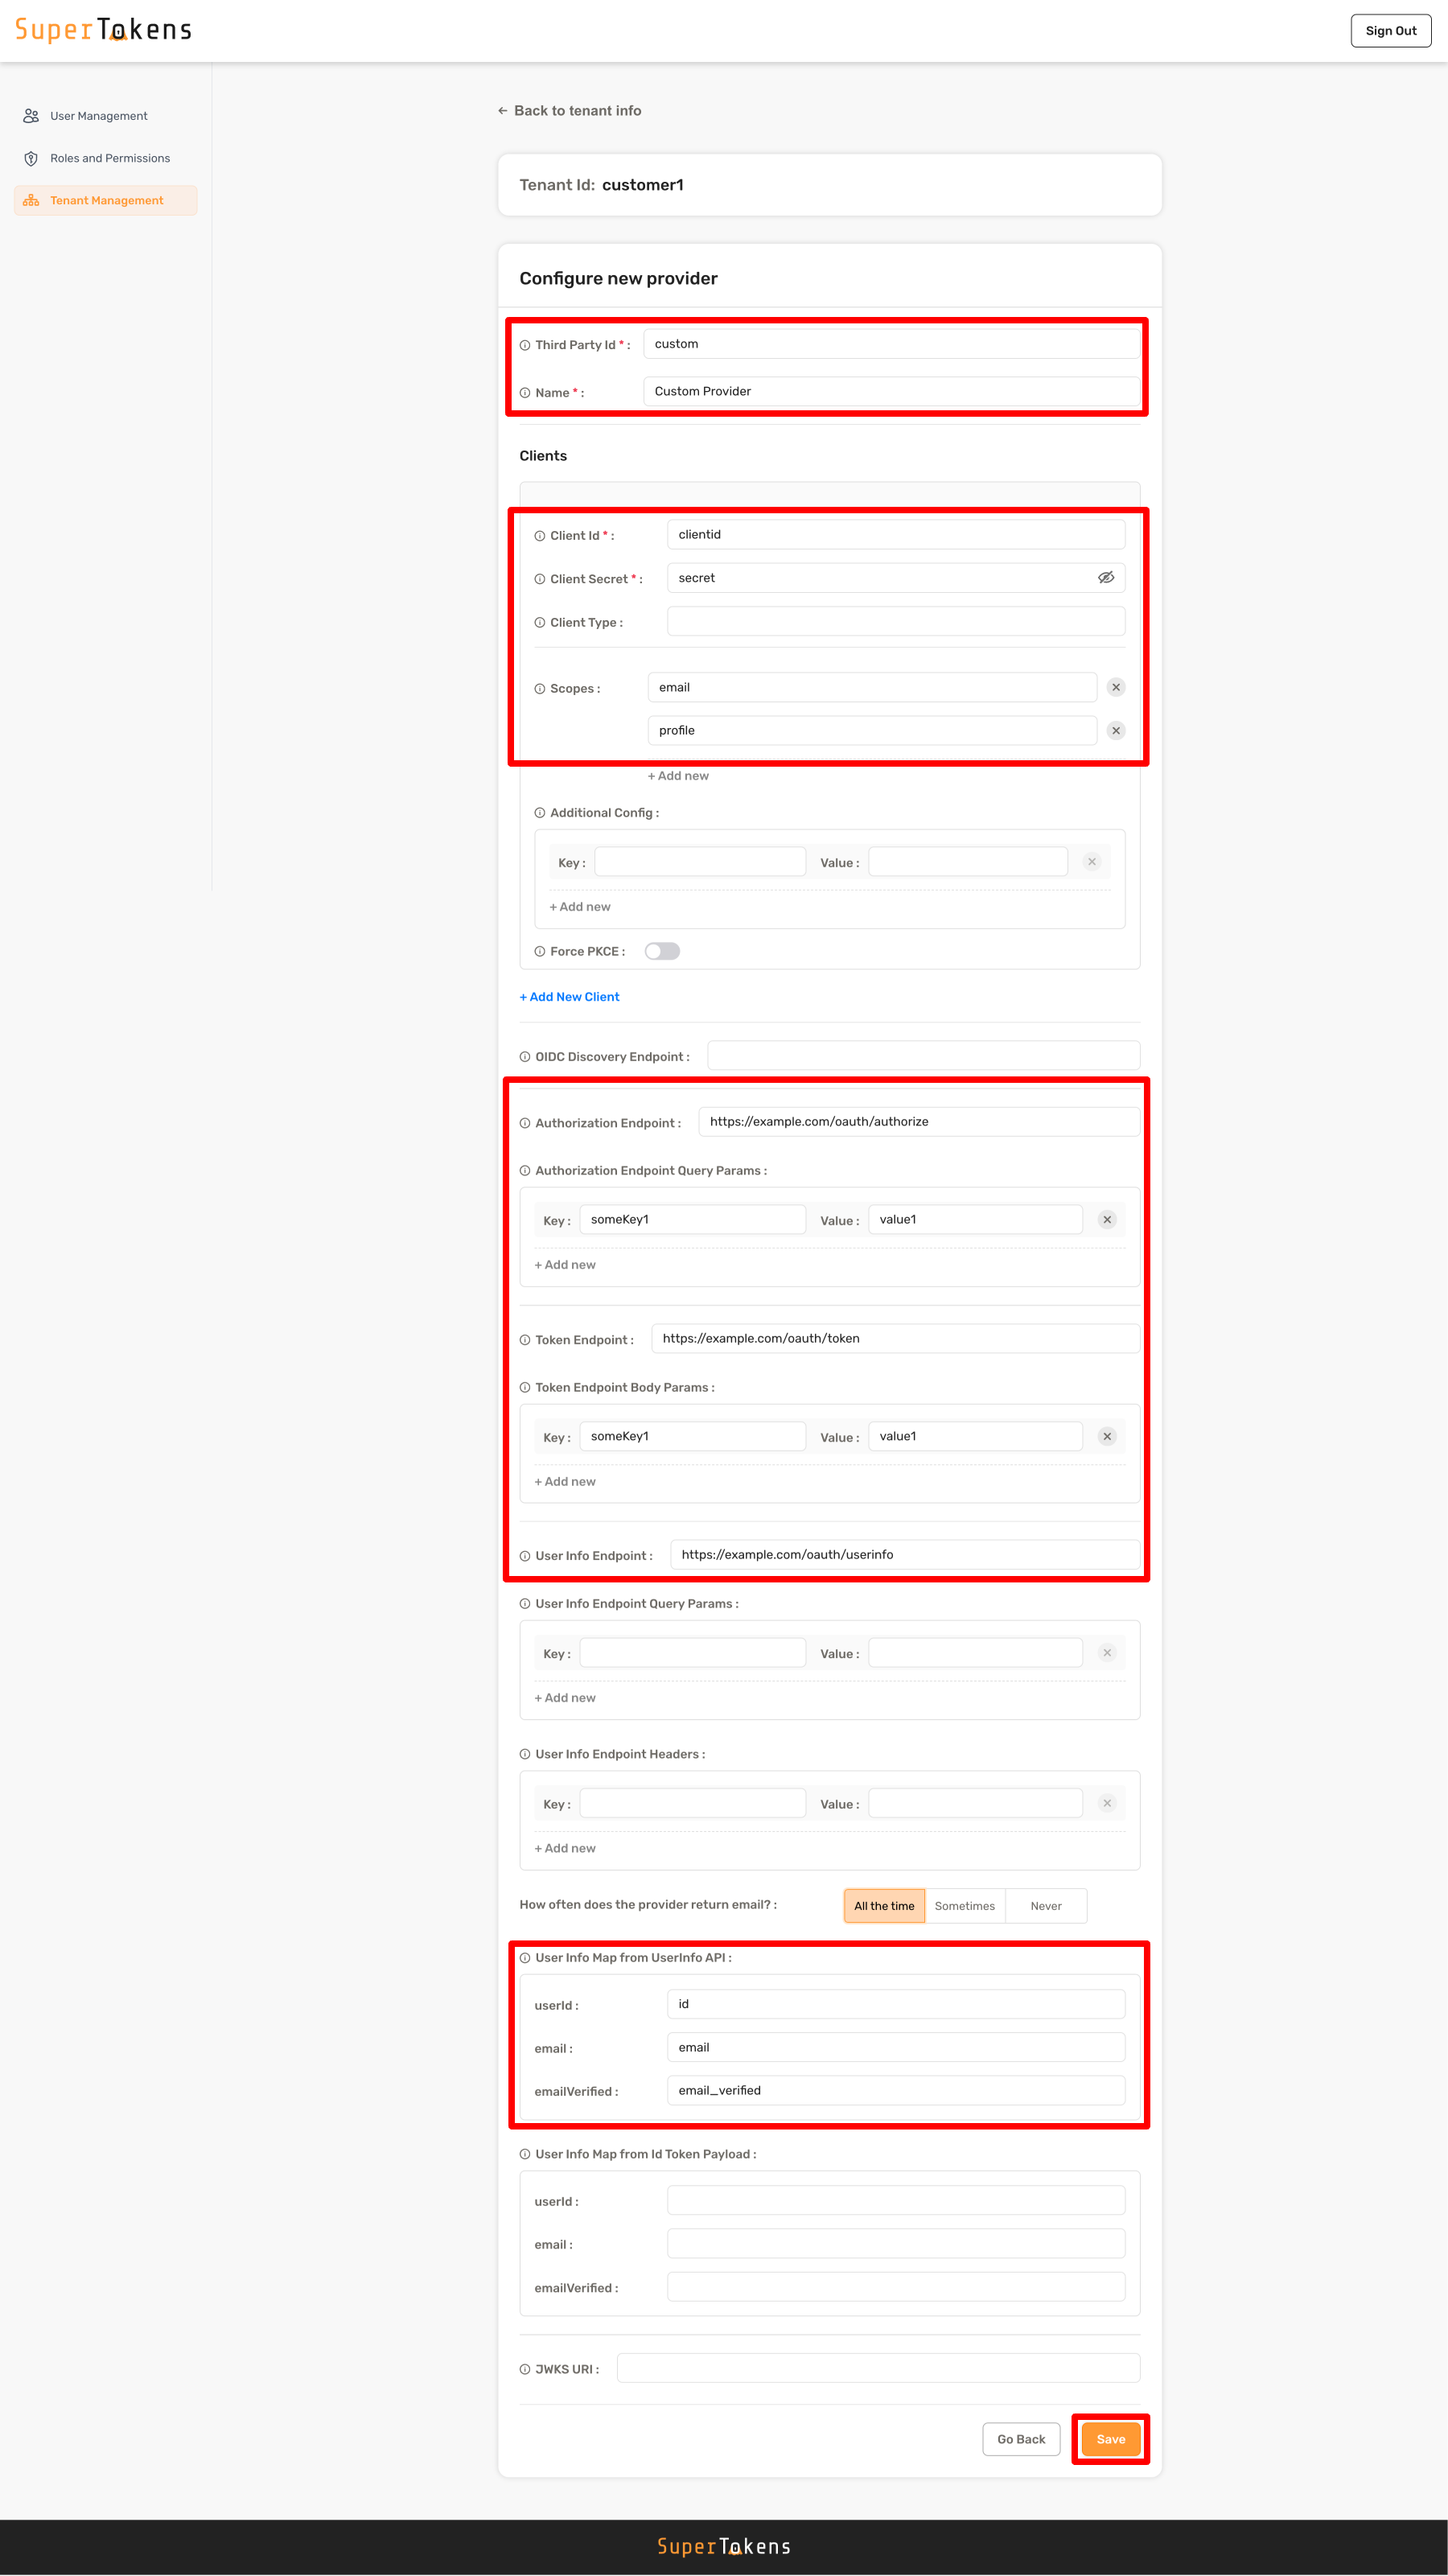 SuperTokens
Sign Out
User Management
Roles and Permissions
Tenant Management
← Back to tenant info
Tenant Id: customer1
Configure new provider
Third Party Id * : custom
Name * : Custom Provider
Clients
Client Id * : clientid
Client Secret * : secret
Client Type :
Scopes : email
profile
+ Add new
Additional Config :
Key : Value :
+ Add new
Force PKCE :
+ Add New Client
OIDC Discovery Endpoint :
Authorization Endpoint : https://example.com/oauth/authorize
Authorization Endpoint Query Params :
Key : someKey1 Value : value1
+ Add new
Token Endpoint : https://example.com/oauth/token
Token Endpoint Body Params :
Key : someKey1 Value : value1
+ Add new
User Info Endpoint : https://example.com/oauth/userinfo
User Info Endpoint Query Params :
Key : Value :
+ Add new
User Info Endpoint Headers :
Key : Value :
+ Add new
How often does the provider return email? : All the time Sometimes Never
User Info Map from UserInfo API :
userId : id
email : email
emailVerified : email_verified
User Info Map from Id Token Payload :
userId :
email :
emailVerified :
JWKS URI :
Go Back Save
SuperTokens